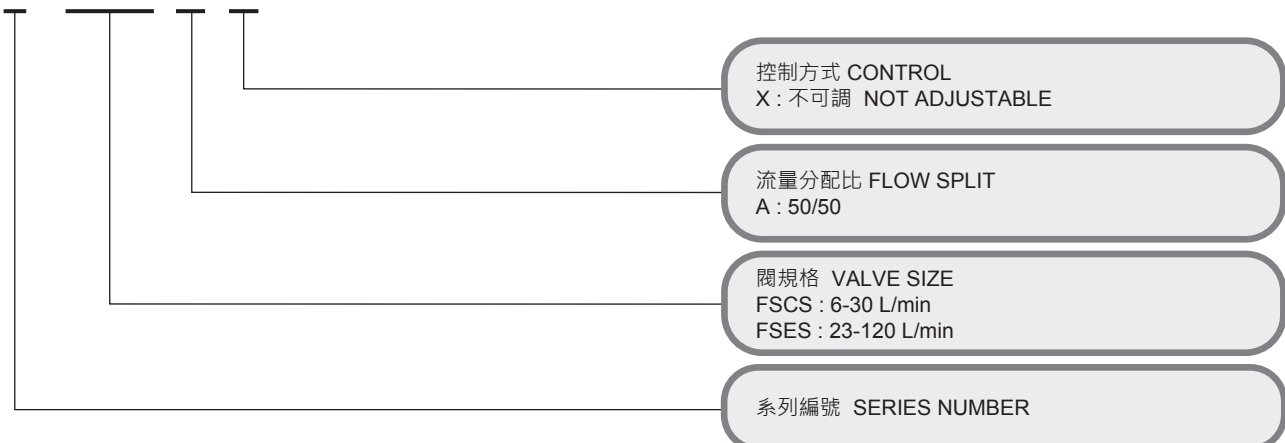 控制方式 CONTROL
X : 不可調 NOT ADJUSTABLE
流量分配比 FLOW SPLIT
A : 50/50
閥規格 VALVE SIZE
FSCS : 6-30 L/min
FSES : 23-120 L/min
系列編號 SERIES NUMBER